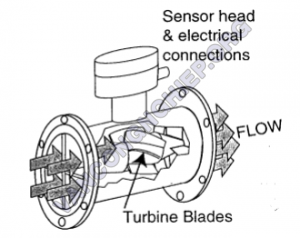 Sensor head
& electrical
connections
FLOW
Turbine Blades